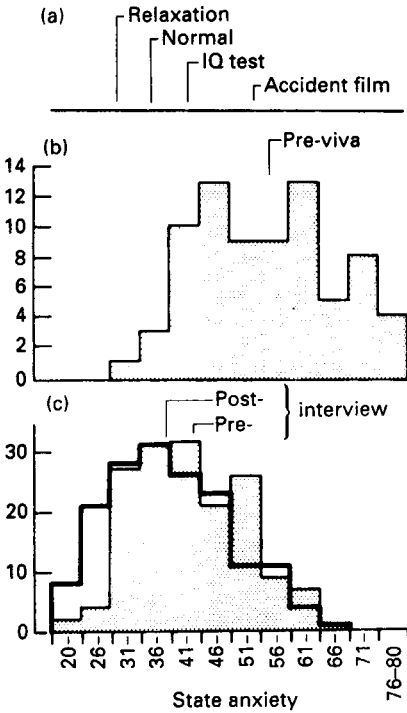 (a)
Relaxation
Normal
IQ test
Accident film
(b)
Pre-viva
14
12
10
8
6
4
2
0
(c)
Post-
Pre-
interview
30
20
10
0
20-
26-
31-
36-
41-
46-
51-
56-
61-
66-
71-
76-80
State anxiety